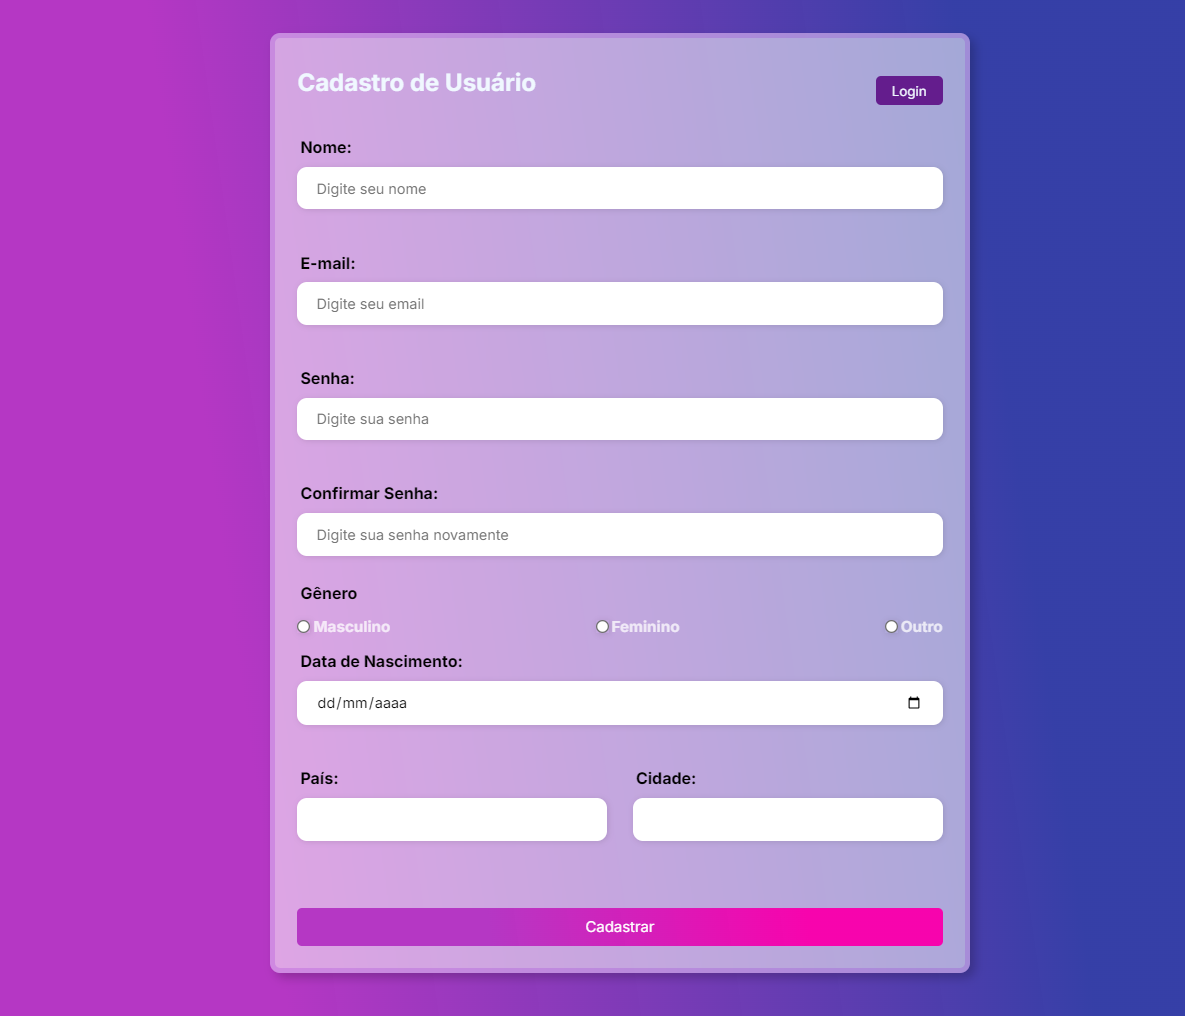 Cadastro de Usuário
Login
Nome:
Digite seu nome
E-mail:
Digite seu email
Senha:
Digite sua senha
Confirmar Senha:
Digite sua senha novamente
Gênero
Masculino Feminino Outro
Data de Nascimento:
dd/mm/aaaa
País: Cidade:
Cadastrar